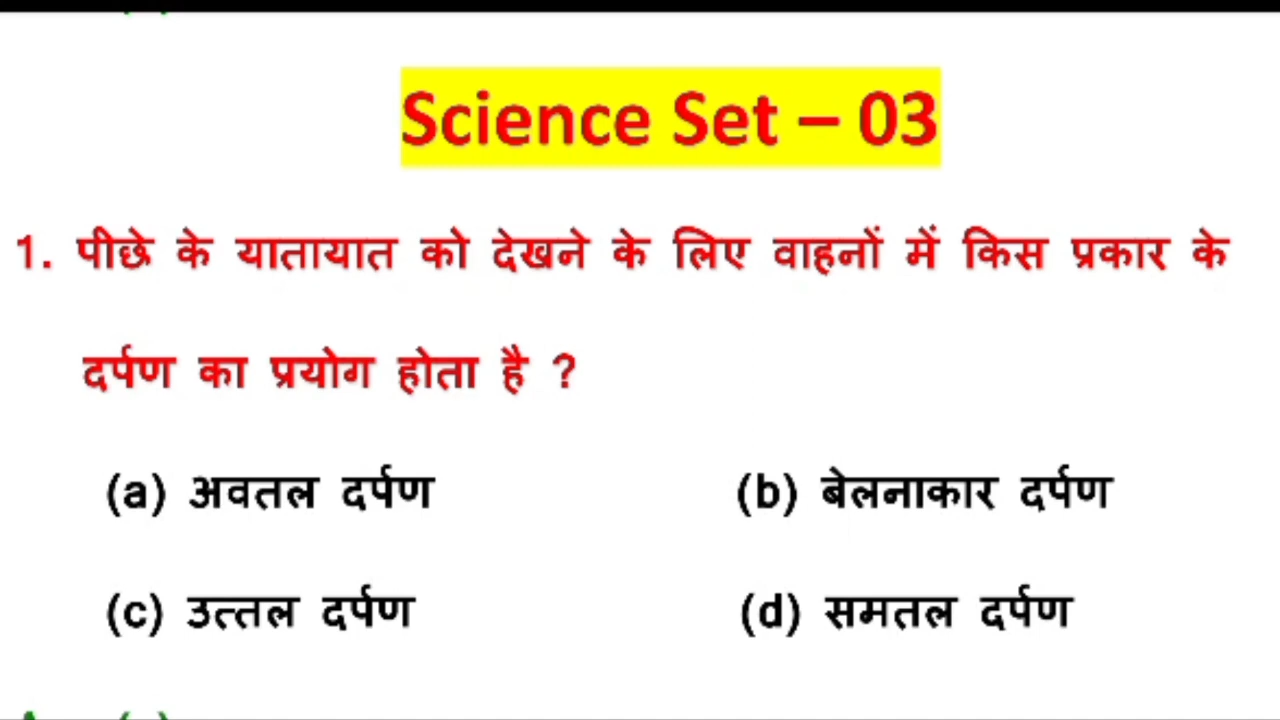 Science Set – 03
1. पीछे के यातायात को देखने के लिए वाहनों में किस प्रकार के
दर्पण का प्रयोग होता है ?
(a) अवतल दर्पण (b) बेलनाकार दर्पण
(c) उत्तल दर्पण (d) समतल दर्पण